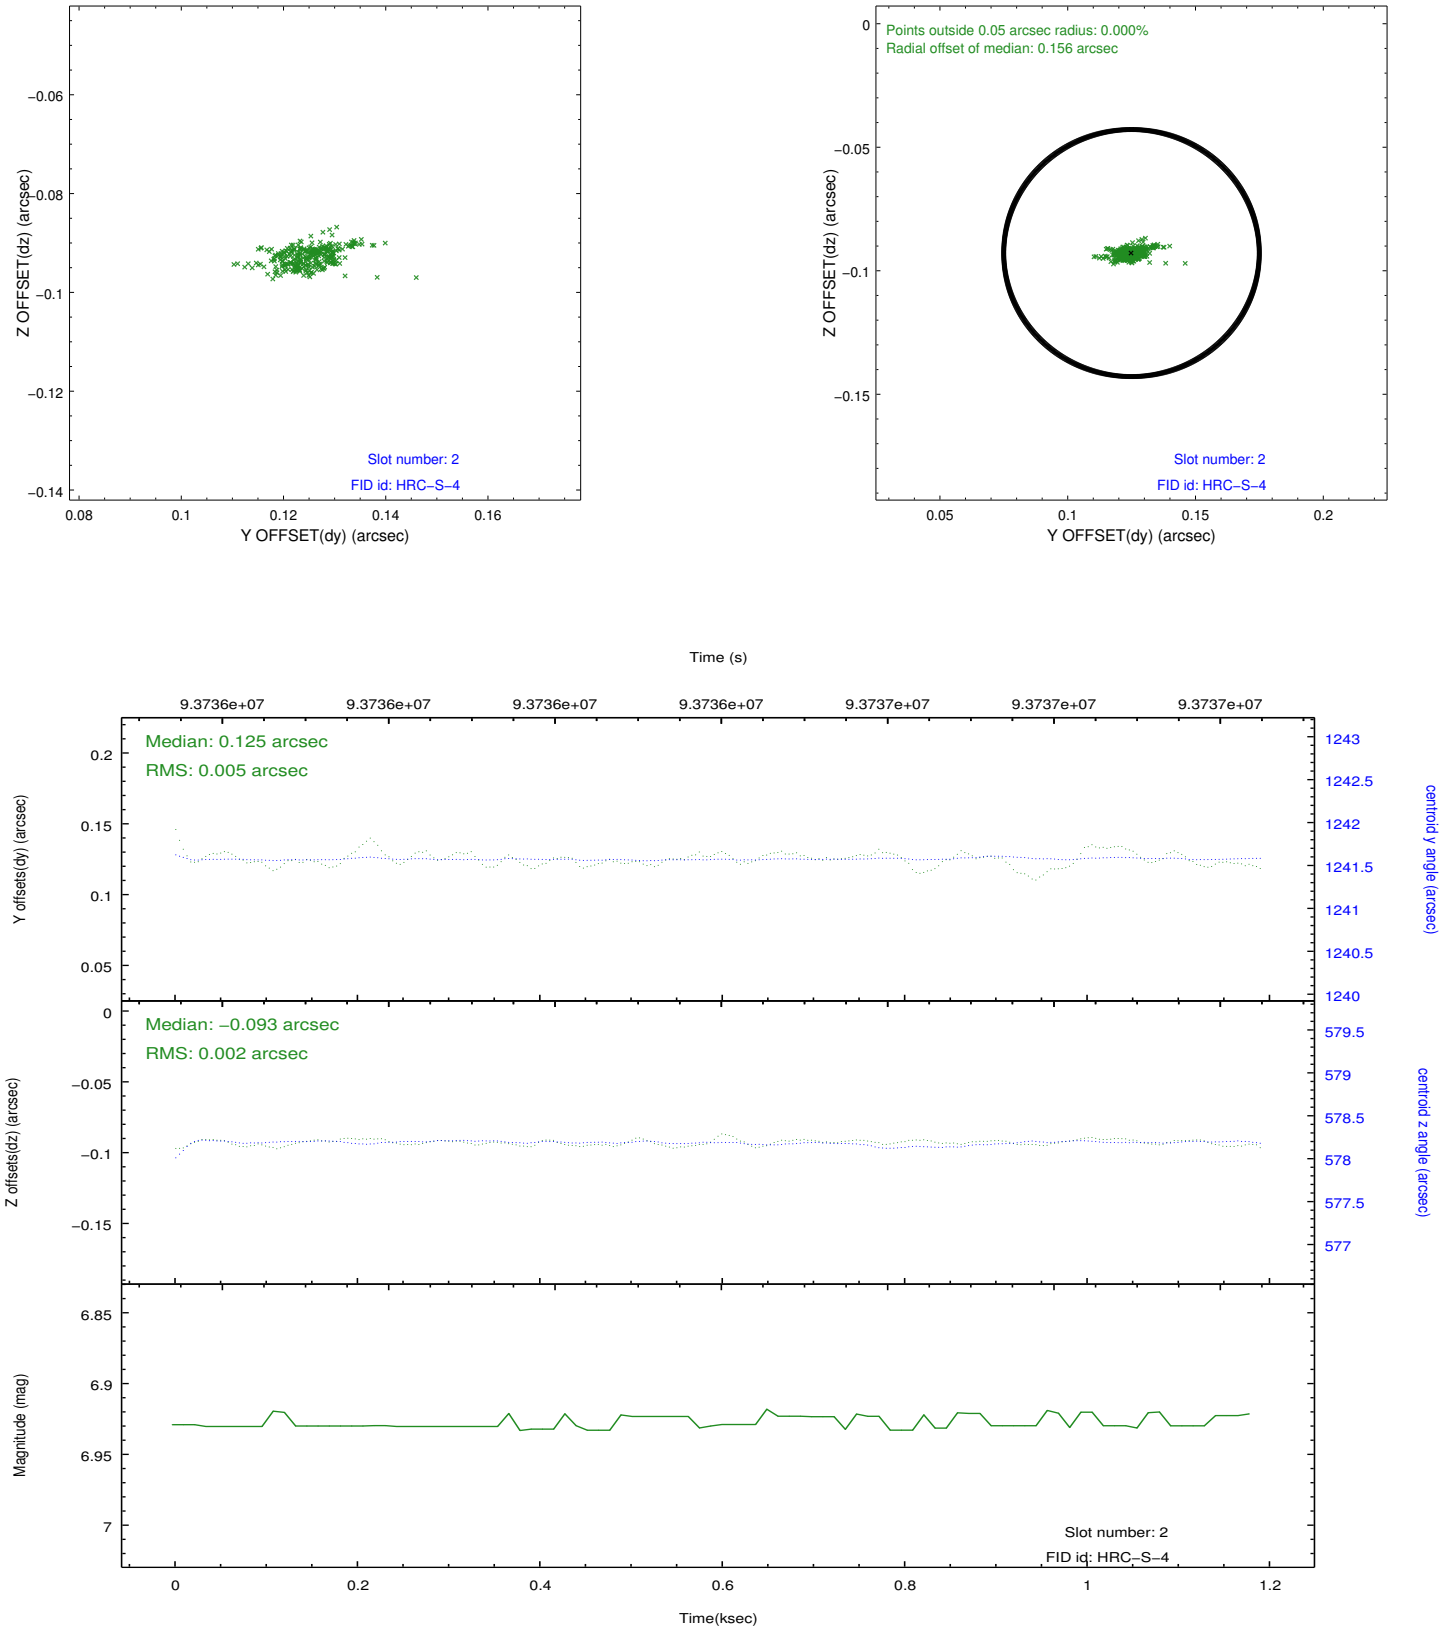 −0.06
−0.08
−0.1
−0.12
−0.14
Z OFFSET(dz) (arcsec)
Slot number: 2
FID id: HRC−S−4
0.08 0.1 0.12 0.14 0.16
Y OFFSET(dy) (arcsec)
Points outside 0.05 arcsec radius: 0.000%
Radial offset of median: 0.156 arcsec
0
−0.05
−0.1
−0.15
Z OFFSET(dz) (arcsec)
Slot number: 2
FID id: HRC−S−4
0.05 0.1 0.15 0.2
Y OFFSET(dy) (arcsec)
Time (s)
9.3736e+07 9.3736e+07 9.3736e+07 9.3736e+07 9.3737e+07 9.3737e+07 9.3737e+07
Median: 0.125 arcsec
RMS: 0.005 arcsec
0.2
0.15
0.1
0.05
Y offsets(dy) (arcsec)
1243
1242.5
1242
1241.5
1241
1240.5
1240
centroid y angle (arcsec)
Median: −0.093 arcsec
RMS: 0.002 arcsec
0
−0.05
−0.1
−0.15
Z offsets(dz) (arcsec)
579.5
579
578.5
578
577.5
577
centroid z angle (arcsec)
6.85
6.9
6.95
7
Magnitude (mag)
Slot number: 2
FID id: HRC−S−4
0 0.2 0.4 0.6 0.8 1 1.2
Time(ksec)